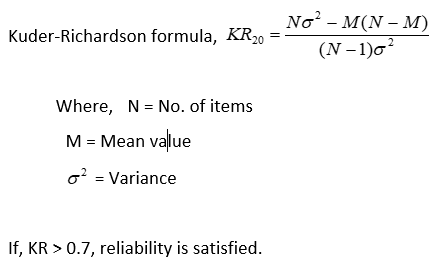 Kuder-Richardson formula, KR₂₀ = (Nσ² – M(N – M)) / ((N – 1)σ²)
Where, N = No. of items
M = Mean value
σ² = Variance
If, KR > 0.7, reliability is satisfied.